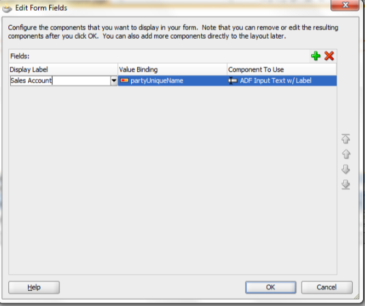 Edit Form Fields
Configure the components that you want to display in your form. Note that you can remove or edit the resulting
components after you click OK. You can also add more components directly to the layout later.
Fields:
Display Label Value Binding Component To Use
Sales Account partyUniqueName ADF Input Text w/ Label
Help OK Cancel